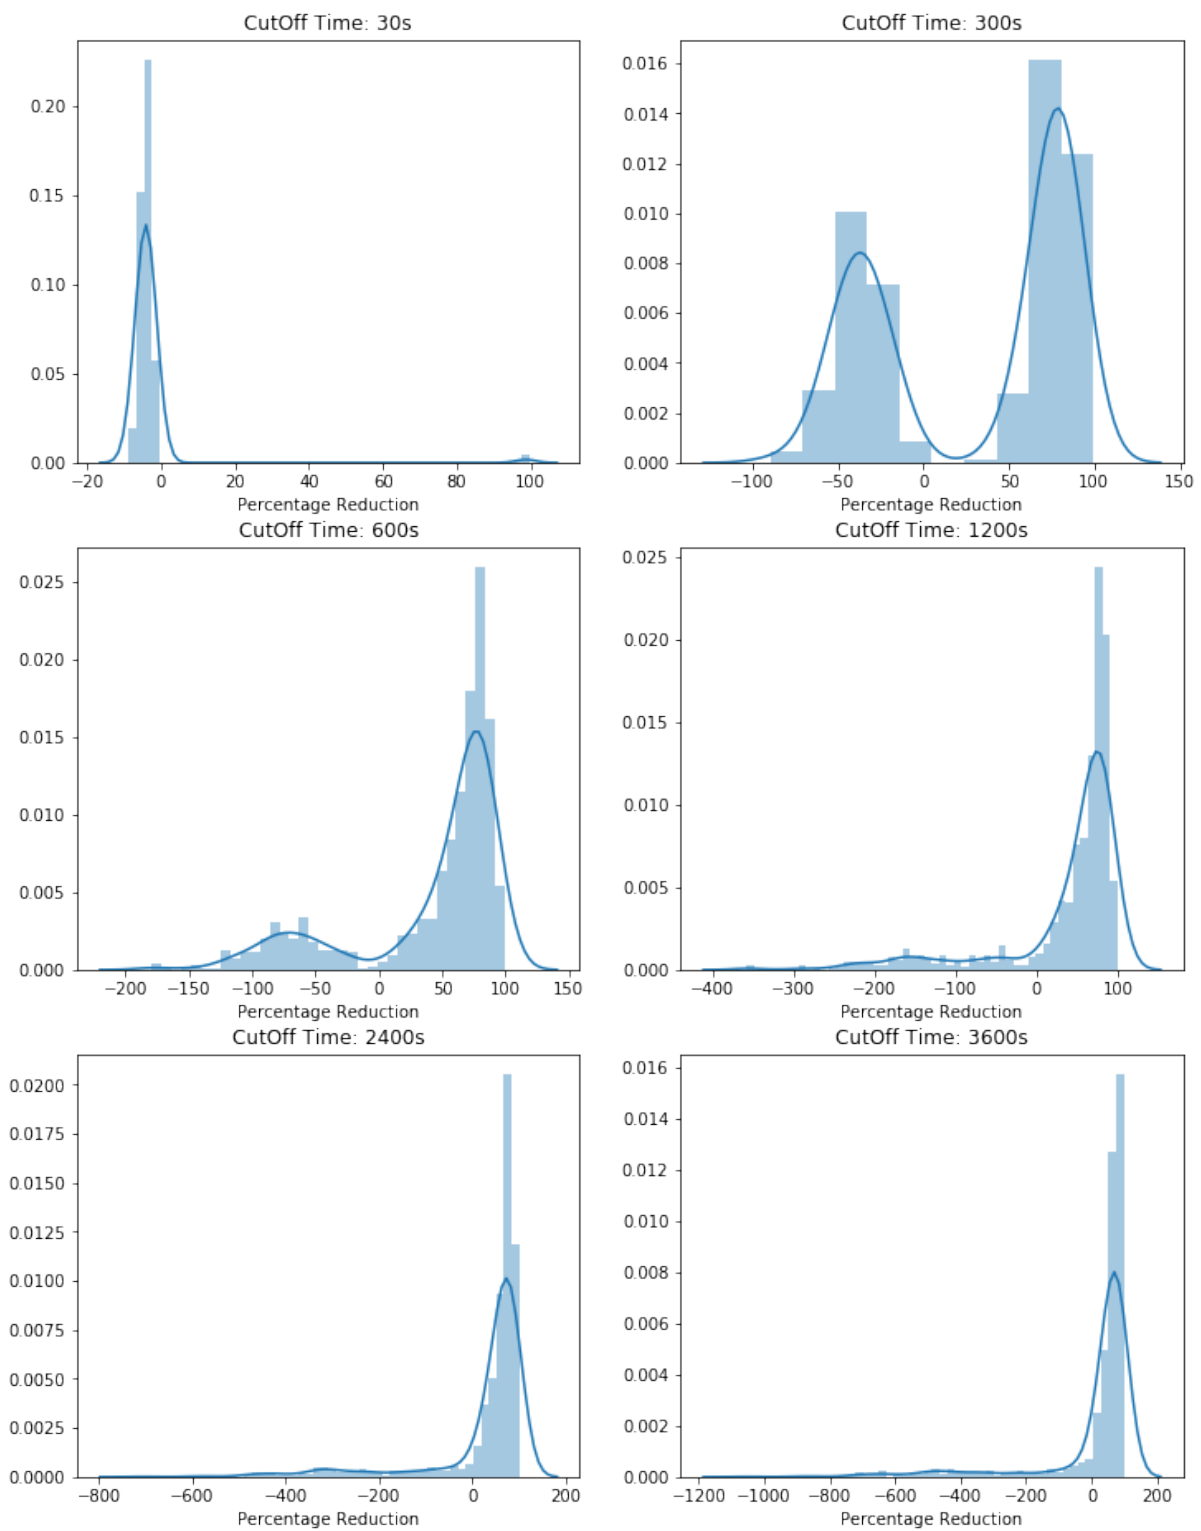 CutOff Time: 30s
0.20
0.15
0.10
0.05
0.00
−20 0 20 40 60 80 100
Percentage Reduction
CutOff Time: 300s
0.016
0.014
0.012
0.010
0.008
0.006
0.004
0.002
0.000
−100 −50 0 50 100 150
Percentage Reduction
CutOff Time: 600s
0.025
0.020
0.015
0.010
0.005
0.000
−200 −150 −100 −50 0 50 100 150
Percentage Reduction
CutOff Time: 1200s
0.025
0.020
0.015
0.010
0.005
0.000
−400 −300 −200 −100 0 100
Percentage Reduction
CutOff Time: 2400s
0.0200
0.0175
0.0150
0.0125
0.0100
0.0075
0.0050
0.0025
0.0000
−800 −600 −400 −200 0 200
Percentage Reduction
CutOff Time: 3600s
0.016
0.014
0.012
0.010
0.008
0.006
0.004
0.002
0.000
−1200 −1000 −800 −600 −400 −200 0 200
Percentage Reduction